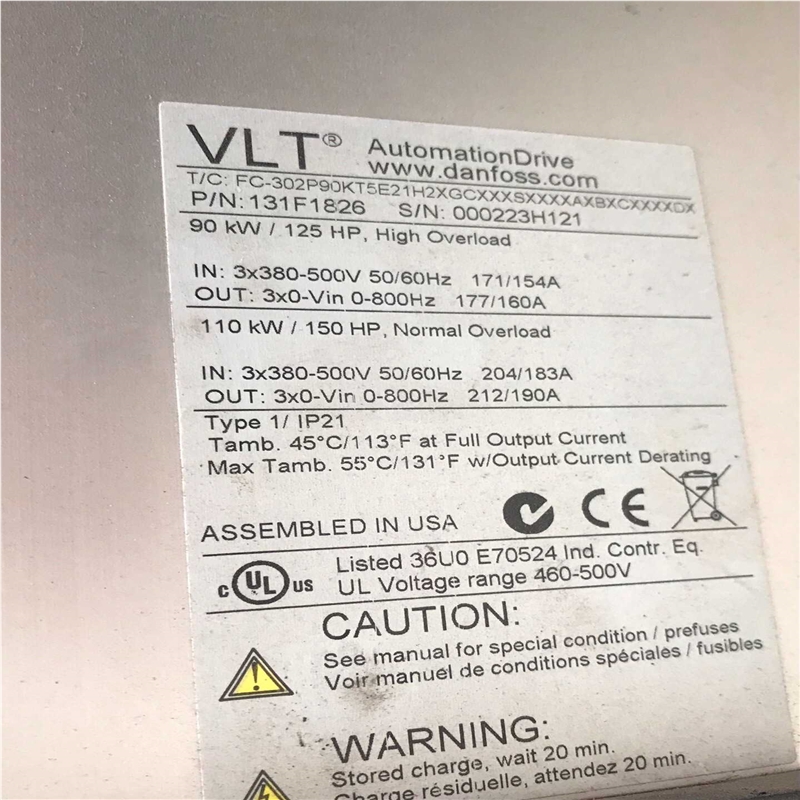 VLT® AutomationDrive
www.danfoss.com
T/C: FC-302P90KT5E21H2XGCXXXSXXXXAXBXCXXXXDX
P/N: 131F1826 S/N: 000223H121
90 kW / 125 HP, High Overload
IN: 3x380-500V 50/60Hz 171/154A
OUT: 3x0-Vin 0-800Hz 177/160A
110 kW / 150 HP, Normal Overload
IN: 3x380-500V 50/60Hz 204/183A
OUT: 3x0-Vin 0-800Hz 212/190A
Type 1/ IP21
Tamb. 45°C/113°F at Full Output Current
Max Tamb. 55°C/131°F w/Output Current Derating
ASSEMBLED IN USA CE
c UL us Listed 36U0 E70524 Ind. Contr. Eq.
UL Voltage range 460-500V
CAUTION:
See manual for special condition / prefuses
Voir manuel de conditions spéciales / fusibles
WARNING:
Stored charge, wait 20 min.
Charge résiduelle, attendez 20 min.